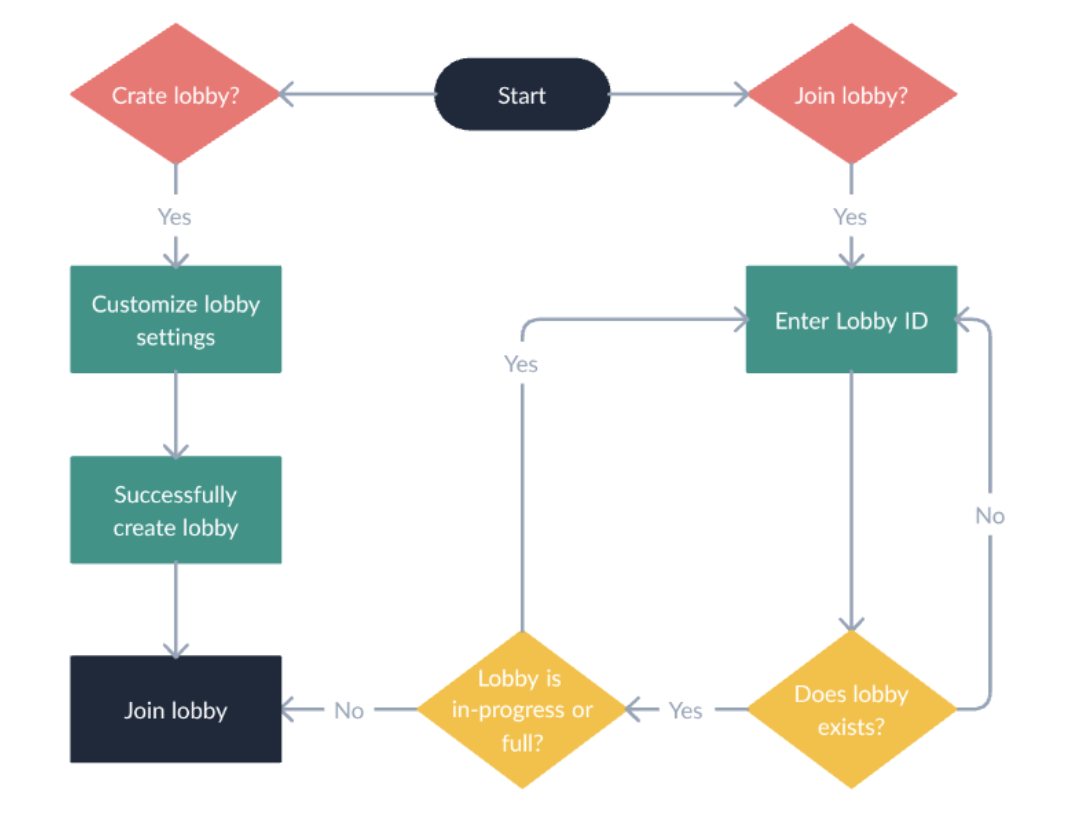 Crate lobby?
Start
Join lobby?
Yes
Yes
Customize lobby
settings
Enter Lobby ID
Yes
Successfully
create lobby
No
Join lobby
No
Lobby is
in-progress or
full?
Yes
Does lobby
exists?